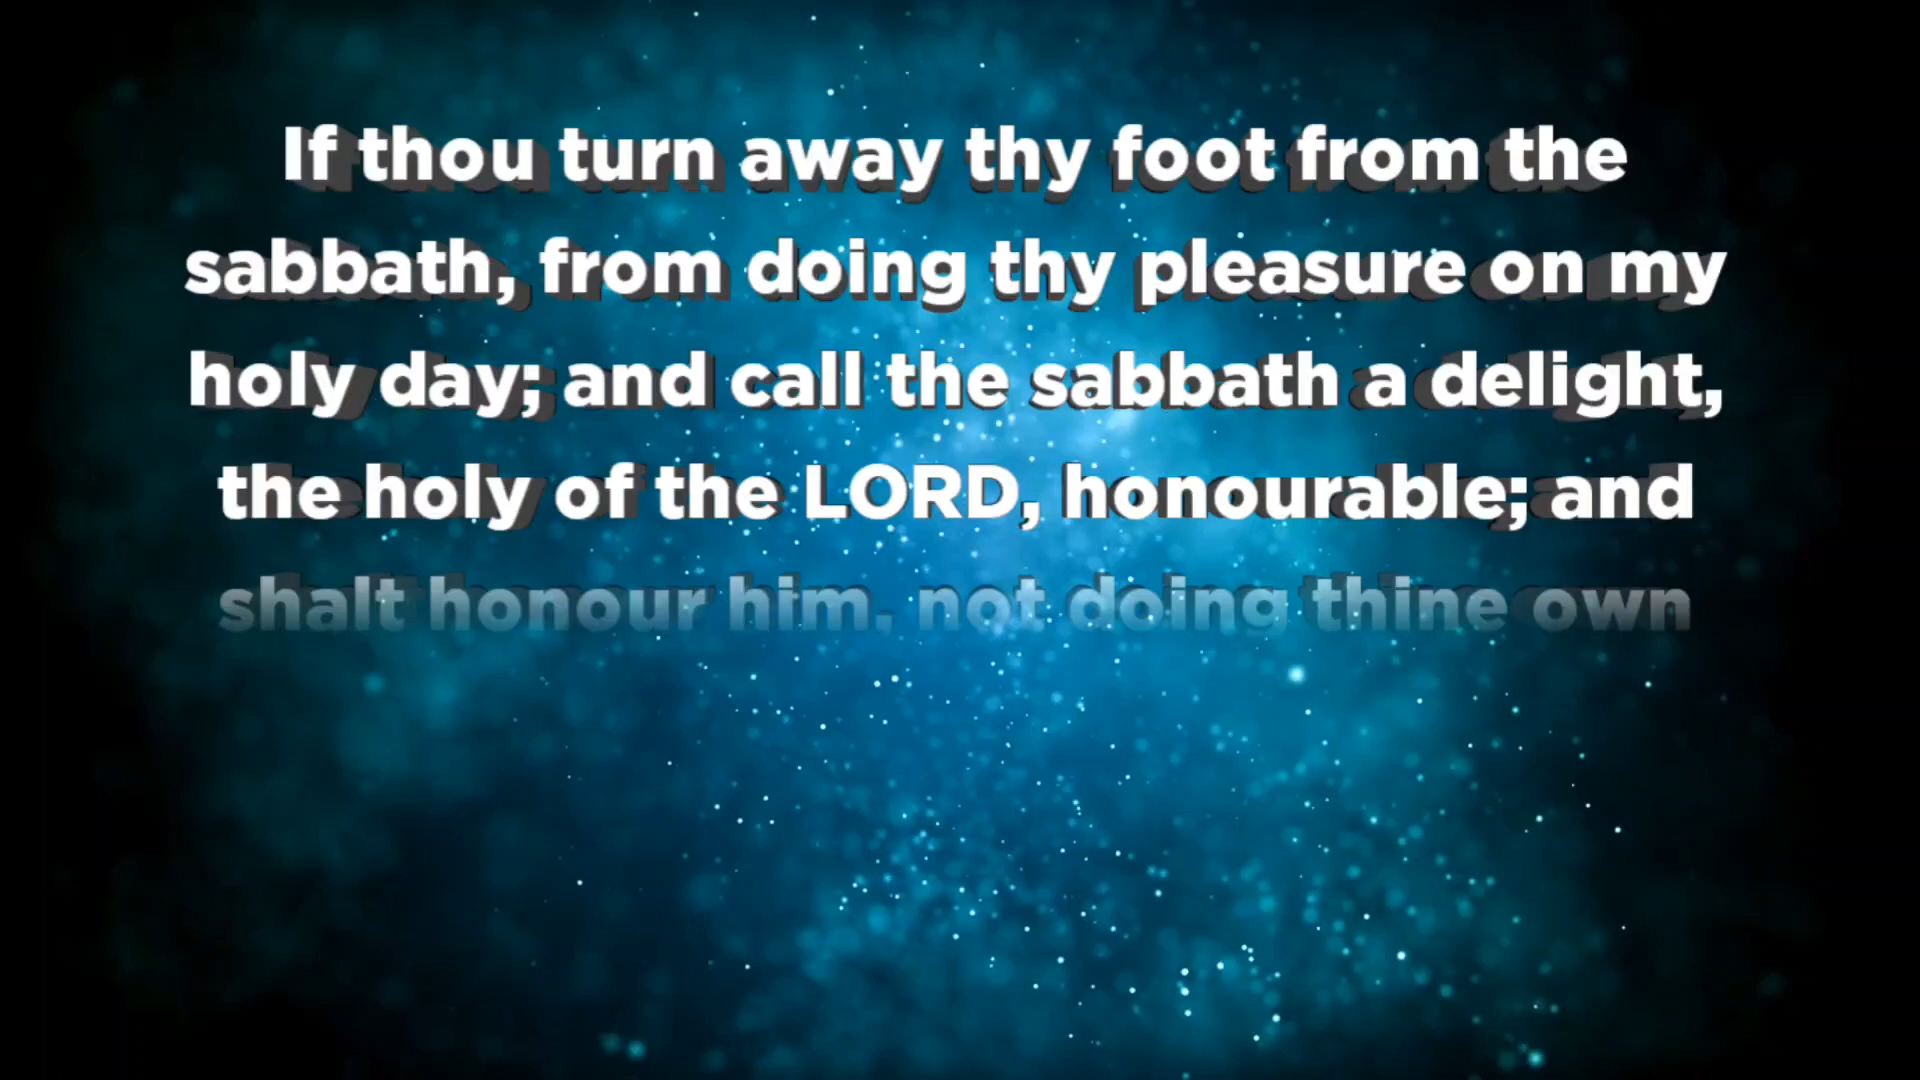 If thou turn away thy foot from the
sabbath, from doing thy pleasure on my
holy day; and call the sabbath a delight,
the holy of the LORD, honourable; and
shalt honour him, not doing thine own